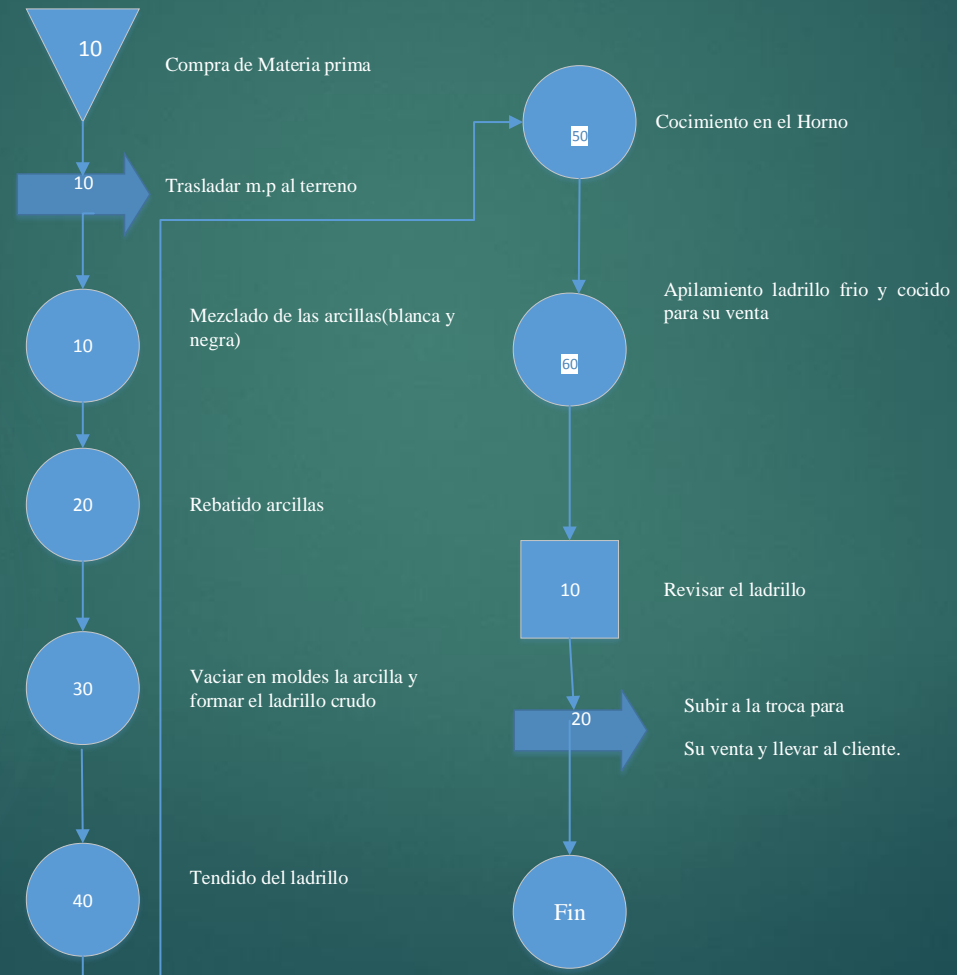 10
Compra de Materia prima
10
Trasladar m.p al terreno
10
Mezclado de las arcillas(blanca y
negra)
20
Rebatido arcillas
30
Vaciar en moldes la arcilla y
formar el ladrillo crudo
40
Tendido del ladrillo
50
Cocimiento en el Horno
60
Apilamiento ladrillo frio y cocido
para su venta
10
Revisar el ladrillo
20
Subir a la troca para
Su venta y llevar al cliente.
Fin